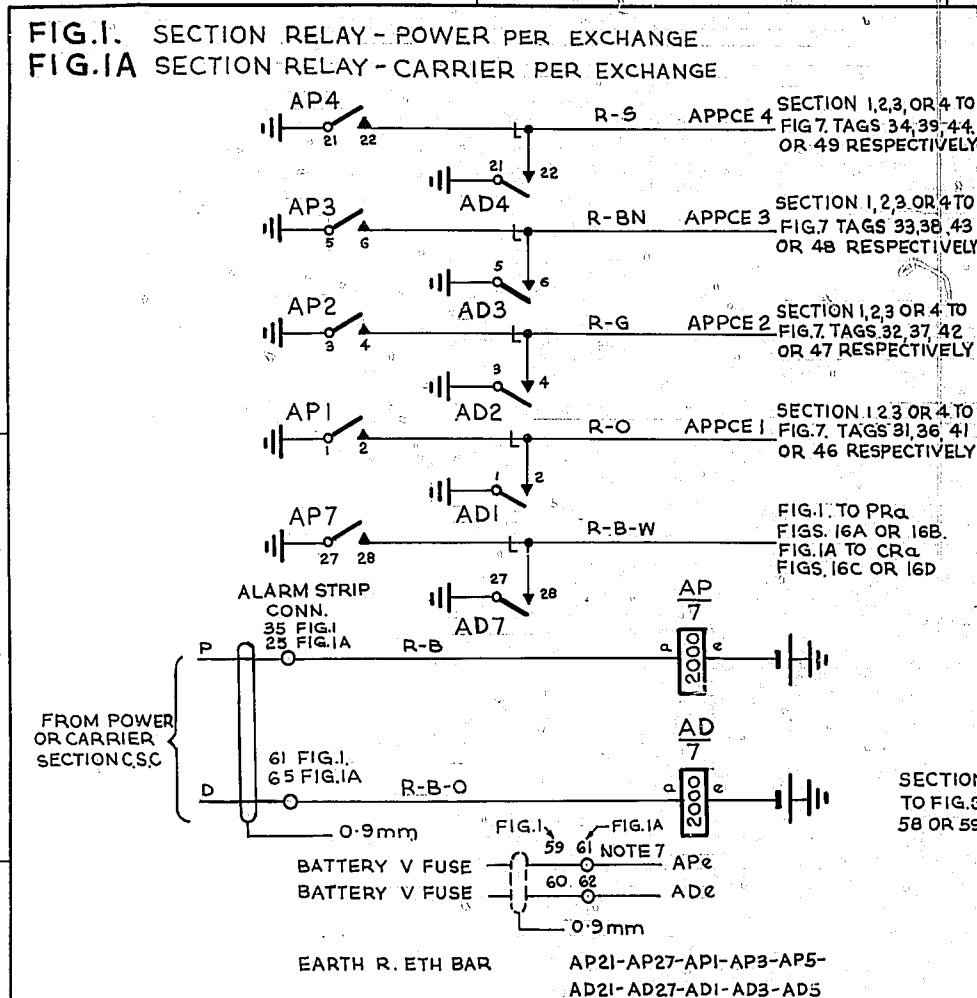 FIG.1. SECTION RELAY - POWER PER EXCHANGE
FIG.1A SECTION RELAY - CARRIER PER EXCHANGE
AP4
21 22
R-S
APPCE 4
SECTION 1,2,3, OR 4 TO
FIG 7. TAGS 34,39,44.
OR 49 RESPECTIVELY
21
22
AD4
AP3
5 6
R-BN
APPCE 3
SECTION 1,2,3 OR 4 TO
FIG.7 TAGS 33,38,43
OR 48 RESPECTIVELY
5
6
AD3
AP2
3 4
R-G
APPCE 2
SECTION 1,2,3 OR 4 TO
FIG.7. TAGS 32,37,42
OR 47 RESPECTIVELY
3
4
AD2
AP1
1 2
R-O
APPCE 1
SECTION 1 2 3 OR 4 TO
FIG.7. TAGS 31,36,41
OR 46 RESPECTIVELY
1
2
AD1
AP7
27 28
R-B-W
FIG.1. TO PRa
FIGS. 16A OR 16B.
FIG.1A TO CRa
FIGS. 16C OR 16D
27
28
AD7
ALARM STRIP
CONN.
35 FIG.1
25 FIG.1A
P
R-B
AP
7
a 2000 e
FROM POWER
OR CARRIER
SECTION C.S.C
61 FIG.1.
65 FIG.1A
D
R-B-O
AD
7
a 2000 e
SECTION
TO FIG.
58 OR 59
0.9mm
FIG.1. FIG.1A
59 61 NOTE 7
BATTERY V FUSE APe
60. 62
BATTERY V FUSE ADe
0.9mm
EARTH R. ETH BAR
AP21-AP27-AP1-AP3-AP5-
AD21-AD27-AD1-AD3-AD5